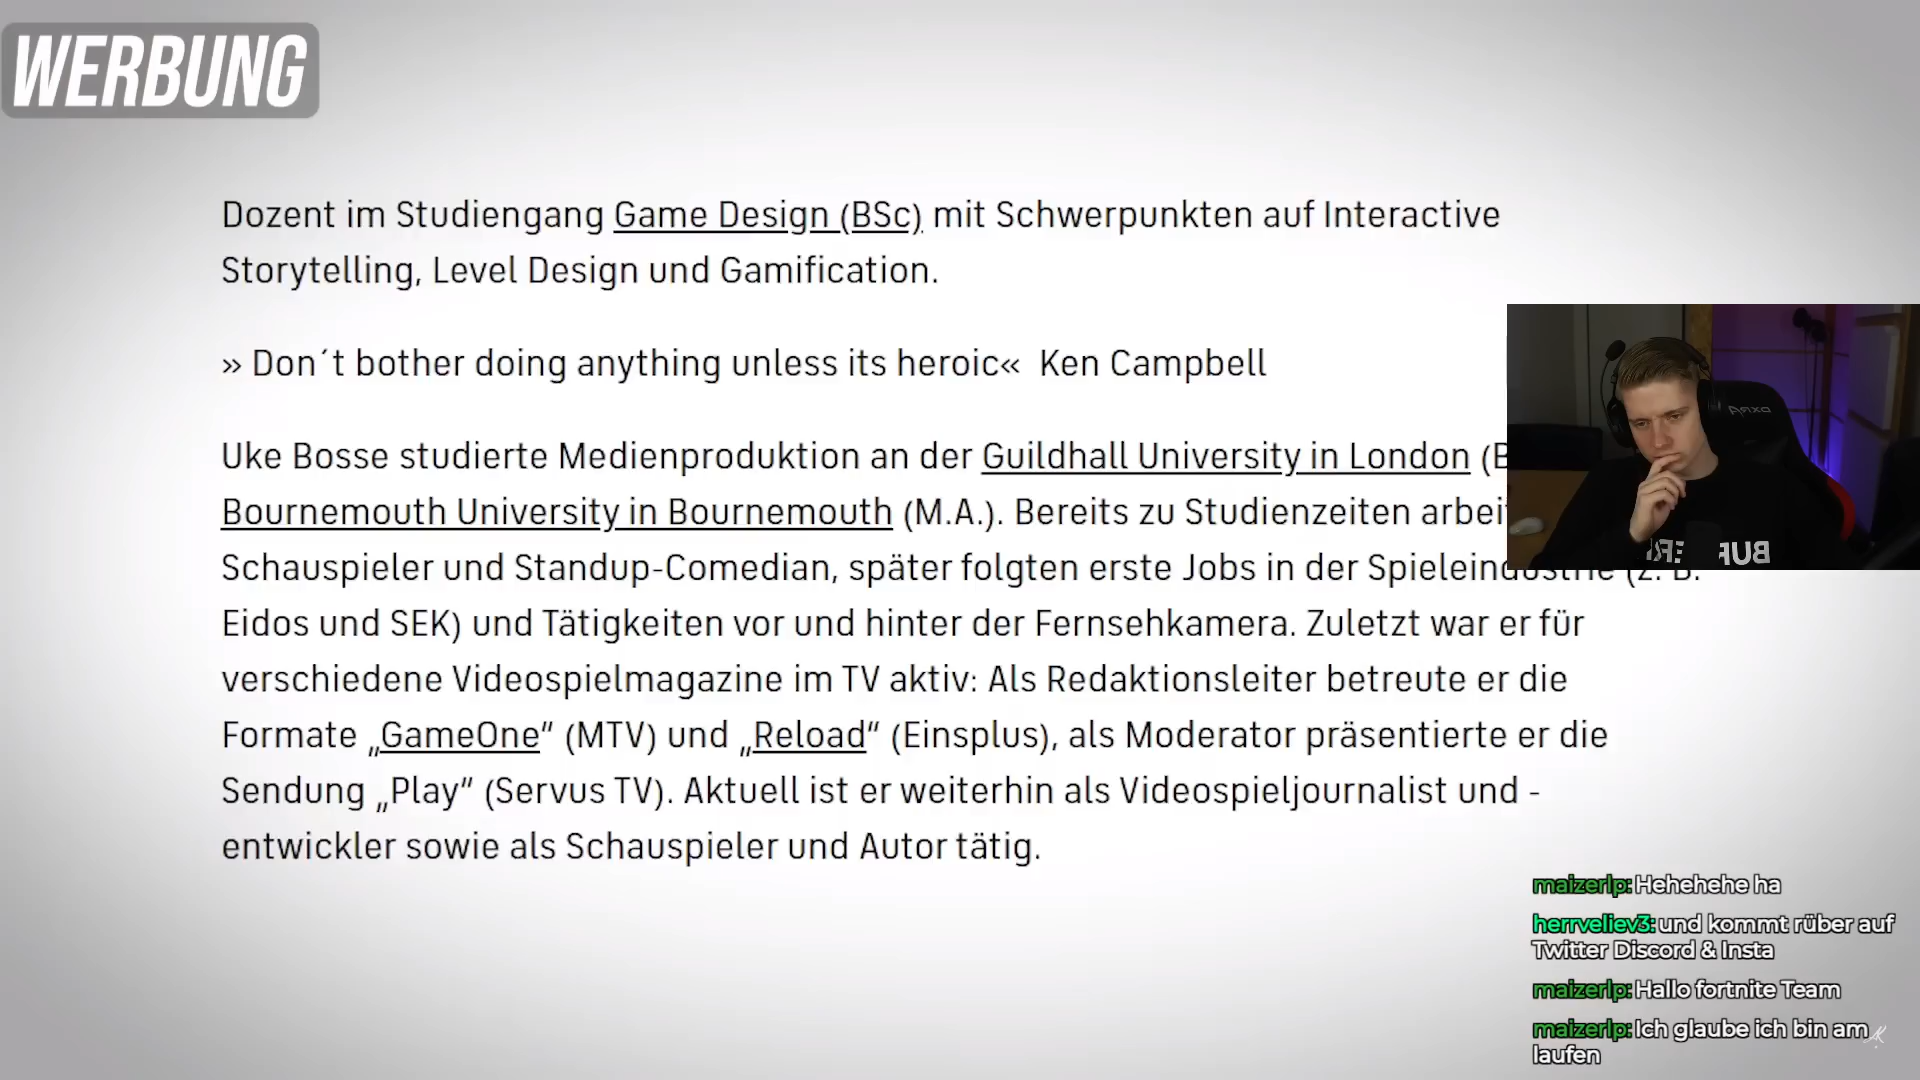 WERBUNG
Dozent im Studiengang Game Design (BSc) mit Schwerpunkten auf Interactive
Storytelling, Level Design und Gamification.
» Don´t bother doing anything unless its heroic«  Ken Campbell
Uke Bosse studierte Medienproduktion an der Guildhall University in London (B
Bournemouth University in Bournemouth (M.A.). Bereits zu Studienzeiten arbeit
Schauspieler und Standup-Comedian, später folgten erste Jobs in der Spieleindustrie (z. B.
Eidos und SEK) und Tätigkeiten vor und hinter der Fernsehkamera. Zuletzt war er für
verschiedene Videospielmagazine im TV aktiv: Als Redaktionsleiter betreute er die
Formate „GameOne“ (MTV) und „Reload“ (Einsplus), als Moderator präsentierte er die
Sendung „Play“ (Servus TV). Aktuell ist er weiterhin als Videospieljournalist und -
entwickler sowie als Schauspieler und Autor tätig.
maizerlp: Hehehehe ha
herrveliev3: und kommt rüber auf
Twitter Discord & Insta
maizerlp: Hallo fortnite Team
maizerlp: Ich glaube ich bin am
laufen